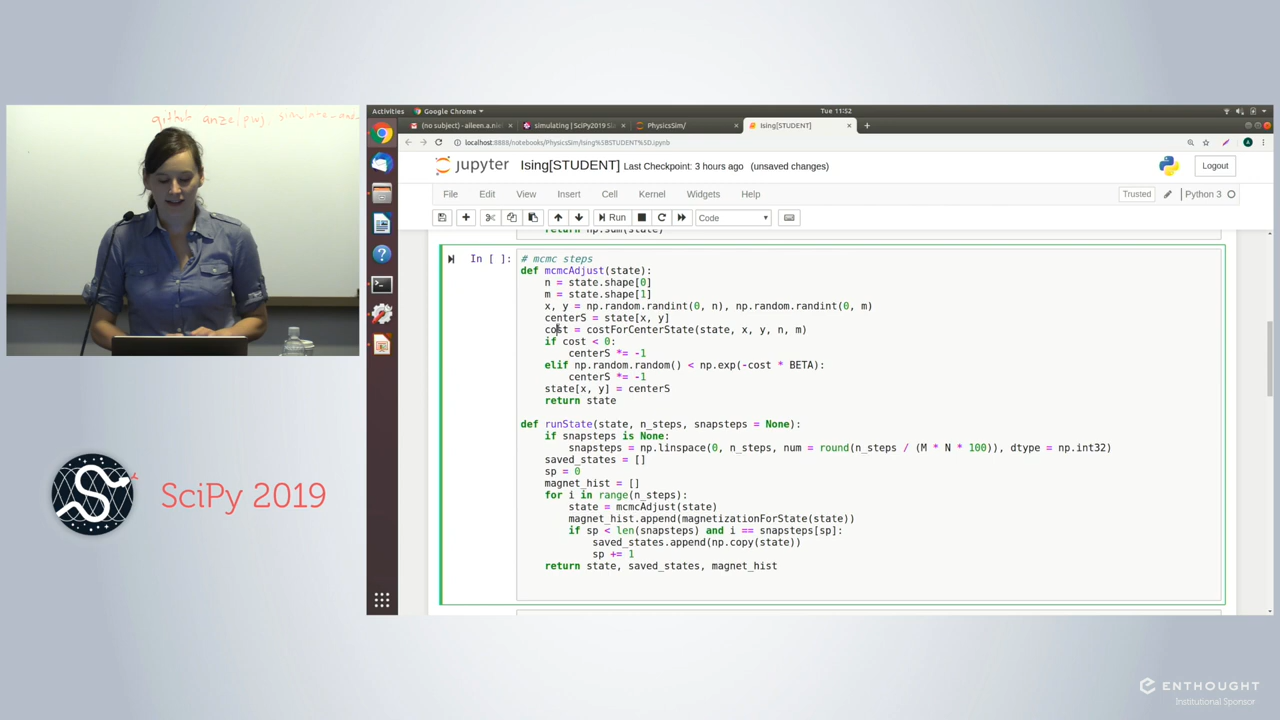 github
Activities
Google Chrome
Tue 11:52
(no subject) - aileen.a.nie
simulating | SciPy2019 Sim
PhysicsSim/
Ising[STUDENT]
localhost:8888/notebooks/PhysicsSim/Ising%5BSTUDENT%5D.ipynb
jupyter Ising[STUDENT] Last Checkpoint: 3 hours ago (unsaved changes)
Logout
File Edit View Insert Cell Kernel Widgets Help
Trusted
Python 3
Run
Code
return np.sum(state)
In [ ]:
# mcmc steps
def mcmcAdjust(state):
n = state.shape[0]
m = state.shape[1]
x, y = np.random.randint(0, n), np.random.randint(0, m)
centerS = state[x, y]
cost = costForCenterState(state, x, y, n, m)
if cost < 0:
centerS *= -1
elif np.random.random() < np.exp(-cost * BETA):
centerS *= -1
state[x, y] = centerS
return state
def runState(state, n_steps, snapsteps = None):
if snapsteps is None:
snapsteps = np.linspace(0, n_steps, num = round(n_steps / (M * N * 100)), dtype = np.int32)
saved_states = []
sp = 0
magnet_hist = []
for i in range(n_steps):
state = mcmcAdjust(state)
magnet_hist.append(magnetizationForState(state))
if sp < len(snapsteps) and i == snapsteps[sp]:
saved_states.append(np.copy(state))
sp += 1
return state, saved_states, magnet_hist
SciPy 2019
ENTHOUGHT
Institutional Sponsor